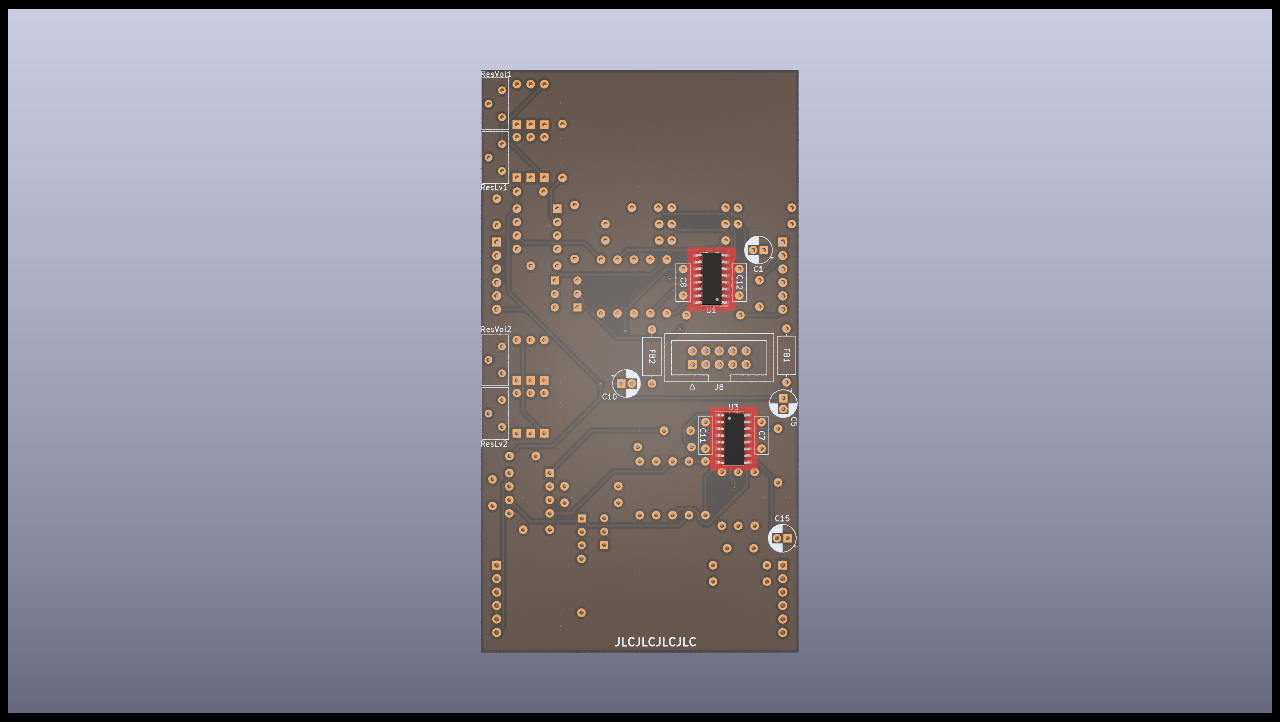 ResVol1
ResLv1
C1
C8
C12
U1
ResVol2
FB2
FB1
J8
C10
U3
C5
C11
C7
ResLv2
C15
JLCJLCJLCJLC